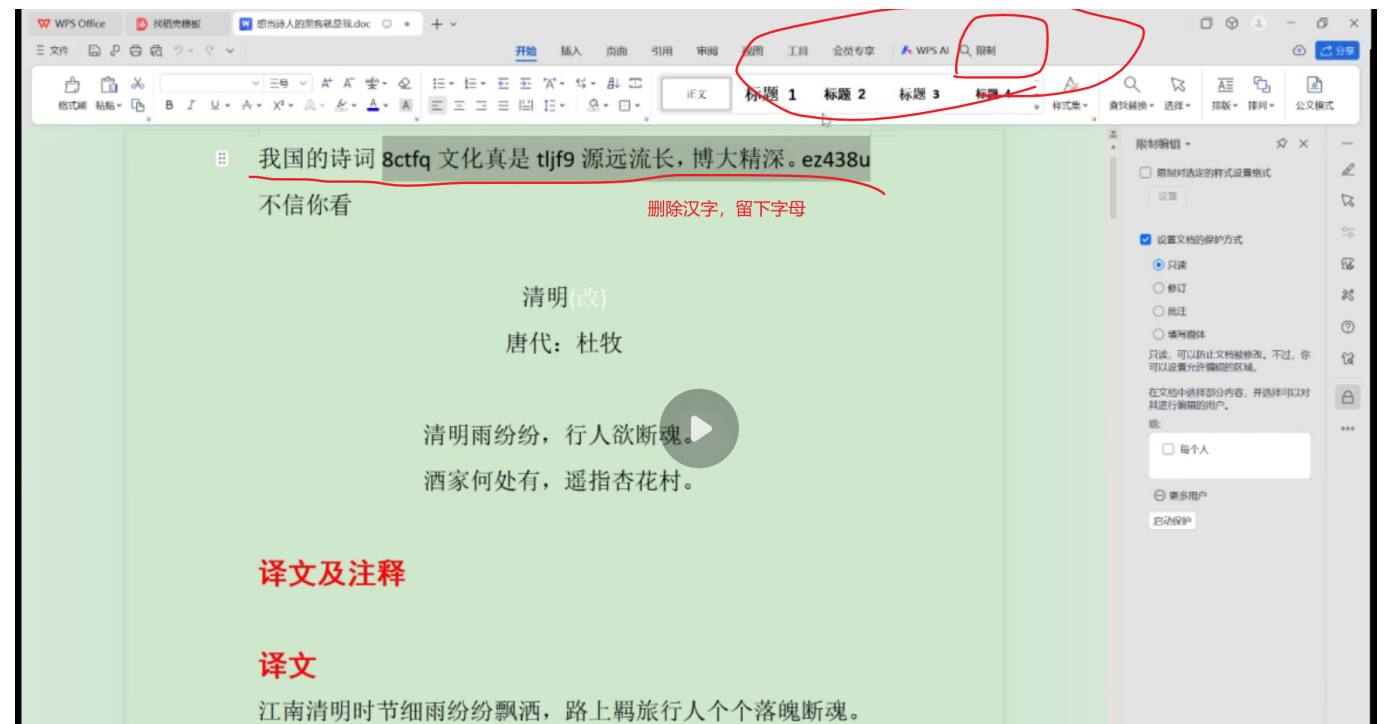 WPS Office 找稻壳模板 想当诗人的黑客就是我.doc
文件 开始 插入 页面 引用 审阅 视图 工具 会员专享 WPS AI 限制 分享
三号
格式刷 粘贴 B I U A X² A A 正文 标题 1 标题 2 标题 3 标题 4 样式集 查找替换 选择 排版 排列 公文模式
我国的诗词 8ctfq 文化真是 tljf9 源远流长，博大精深。ez438u
不信你看
删除汉字，留下字母
清明(改)
唐代：杜牧
清明雨纷纷，行人欲断魂。
酒家何处有，遥指杏花村。
译文及注释
译文
江南清明时节细雨纷纷飘洒，路上羁旅行人个个落魄断魂。
限制编辑
限制对选定的样式设置格式
设置
设置文档的保护方式
只读
修订
批注
填写窗体
只读，可以防止文档被修改。不过，你
可以设置允许编辑的区域。
在文档中选择部分内容，并选择可以对
其进行编辑的用户。
组:
每个人
更多用户
启动保护